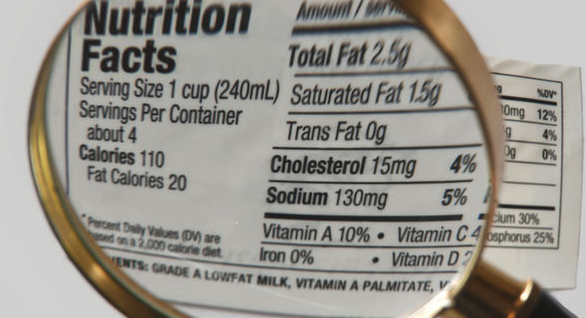 Nutrition
Facts
Serving Size 1 cup (240mL)
Servings Per Container
about 4
Calories 110
Fat Calories 20
*Percent Daily Values (DV) are
on a 2,000 calorie diet.
Amount /
Total Fat 2.5g
Saturated Fat 1.5g
Trans Fat 0g
Cholesterol 15mg 4%
Sodium 130mg 5%
Vitamin A 10% • Vitamin C 4
Iron 0% • Vitamin D 2
GRADE A LOWFAT MILK, VITAMIN A PALMITATE,
%DV*
0mg 12%
g 4%
0g 0%
cium 30%
osphorus 25%